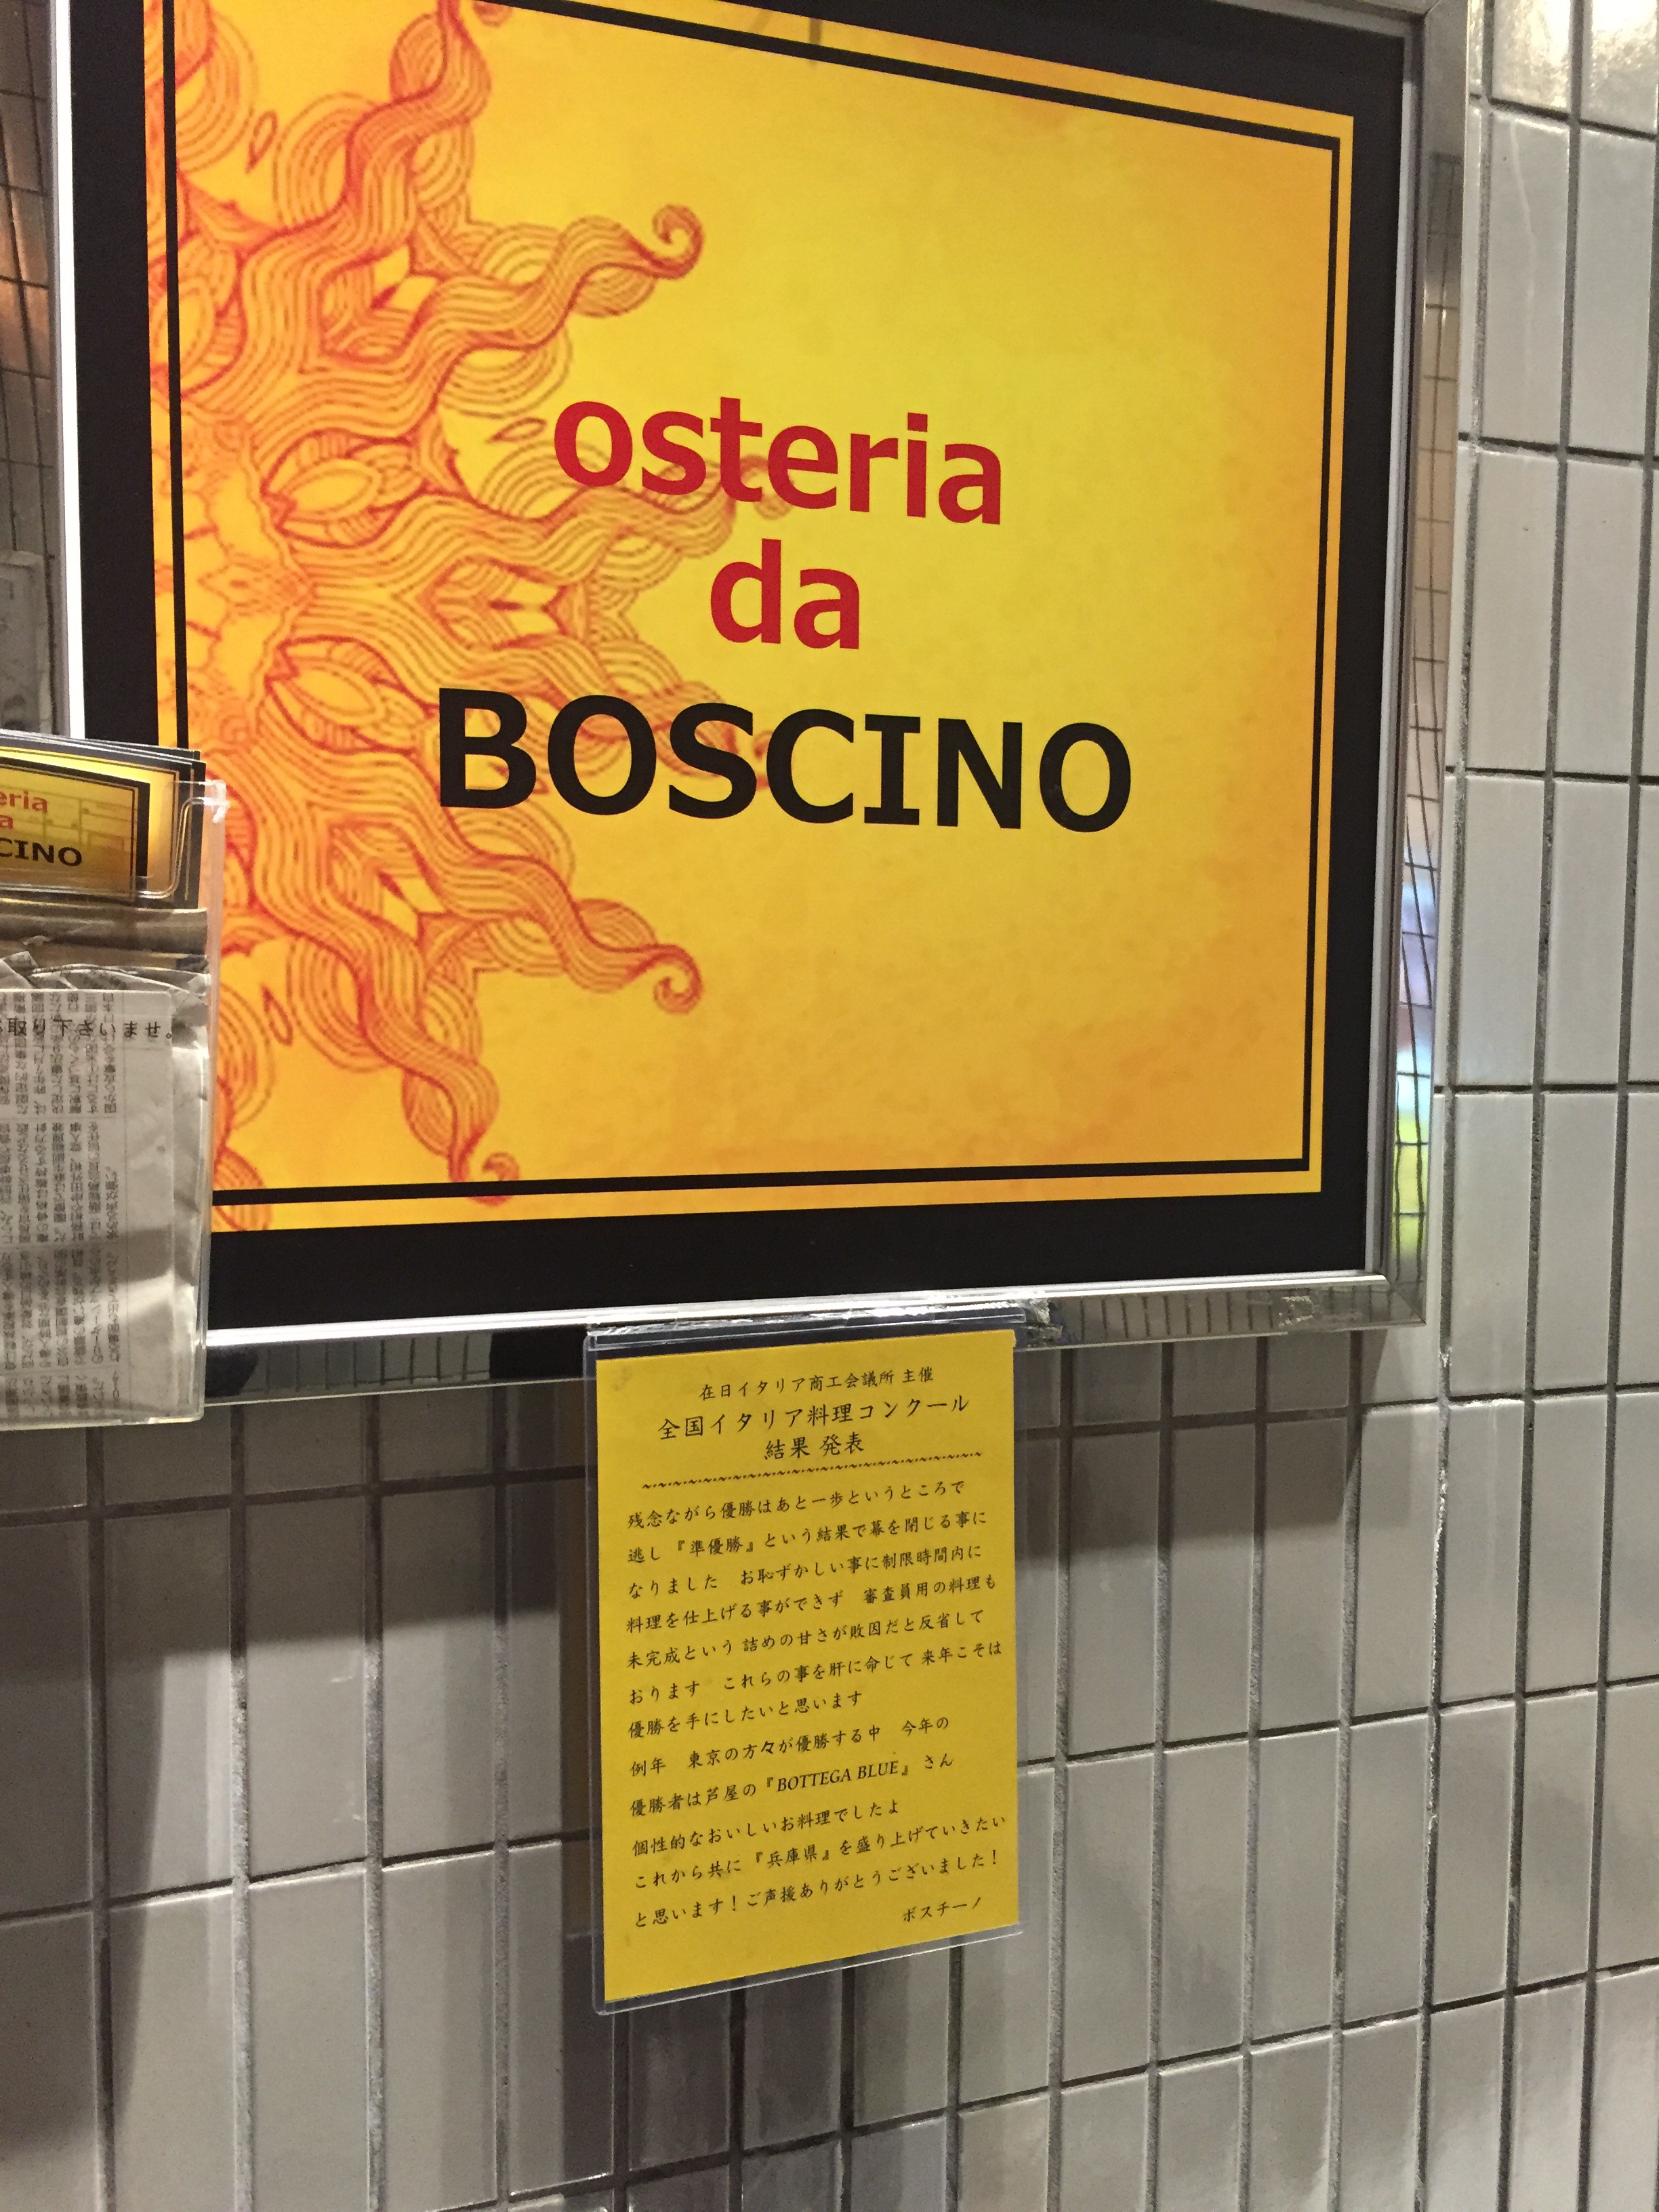 osteria
da
BOSCINO
eria
a
CINO
取り下さいませ。
在日イタリア商工会議所 主催
全国イタリア料理コンクール
結果 発表
残念ながら優勝はあと一歩というところで
逃し『準優勝』という結果で幕を閉じる事に
なりました　お恥ずかしい事に制限時間内に
料理を仕上げる事ができず　審査員用の料理も
未完成という 詰めの甘さが敗因だと反省して
おります　これらの事を肝に命じて 来年こそは
優勝を手にしたいと思います
例年　東京の方々が優勝する中　今年の
優勝者は芦屋の『BOTTEGA BLUE』さん
個性的なおいしいお料理でしたよ
これから共に『兵庫県』を盛り上げていきたい
と思います！ご声援ありがとうございました！
ボスチーノ